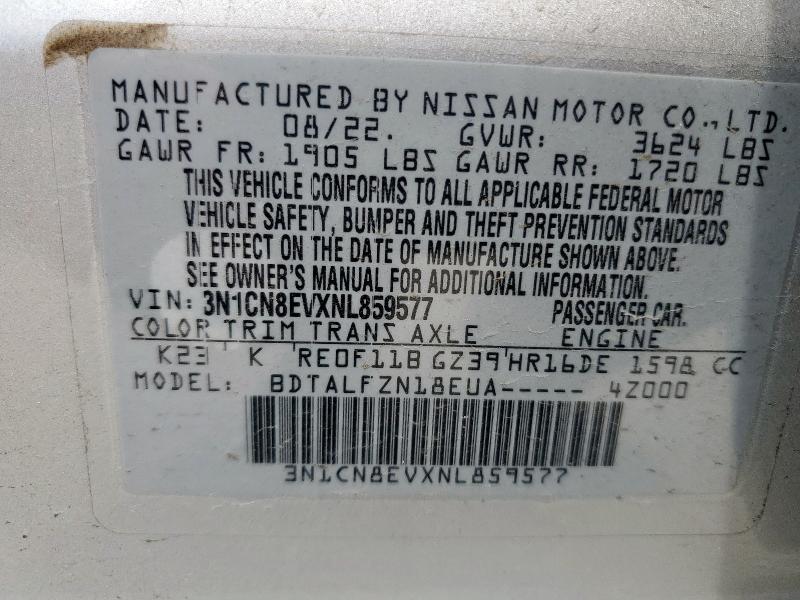 MANUFACTURED BY NISSAN MOTOR CO., LTD.
DATE: 08/22. GVWR: 3624 LBS
GAWR FR: 1905 LBS GAWR RR: 1720 LBS
THIS VEHICLE CONFORMS TO ALL APPLICABLE FEDERAL MOTOR
VEHICLE SAFETY, BUMPER AND THEFT PREVENTION STANDARDS
IN EFFECT ON THE DATE OF MANUFACTURE SHOWN ABOVE.
SEE OWNER'S MANUAL FOR ADDITIONAL INFORMATION.
VIN: 3N1CN8EVXNL859577 PASSENGER CAR.
COLOR TRIM TRANS AXLE ENGINE
K23 K RE0F11B GZ39 HR16DE 1598 CC
MODEL: BDTALFZN18EUA----- 4Z000
3N1CN8EVXNL859577